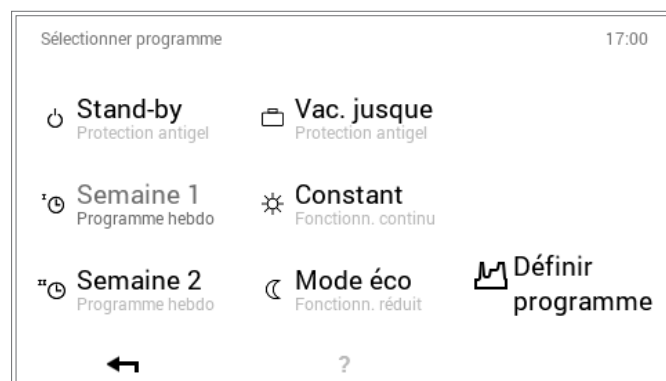 Sélectionner programme 17:00
Stand-by
Protection antigel
Vac. jusque
Protection antigel
I Semaine 1
Programme hebdo
Constant
Fonctionn. continu
II Semaine 2
Programme hebdo
Mode éco
Fonctionn. réduit
Définir
programme
?